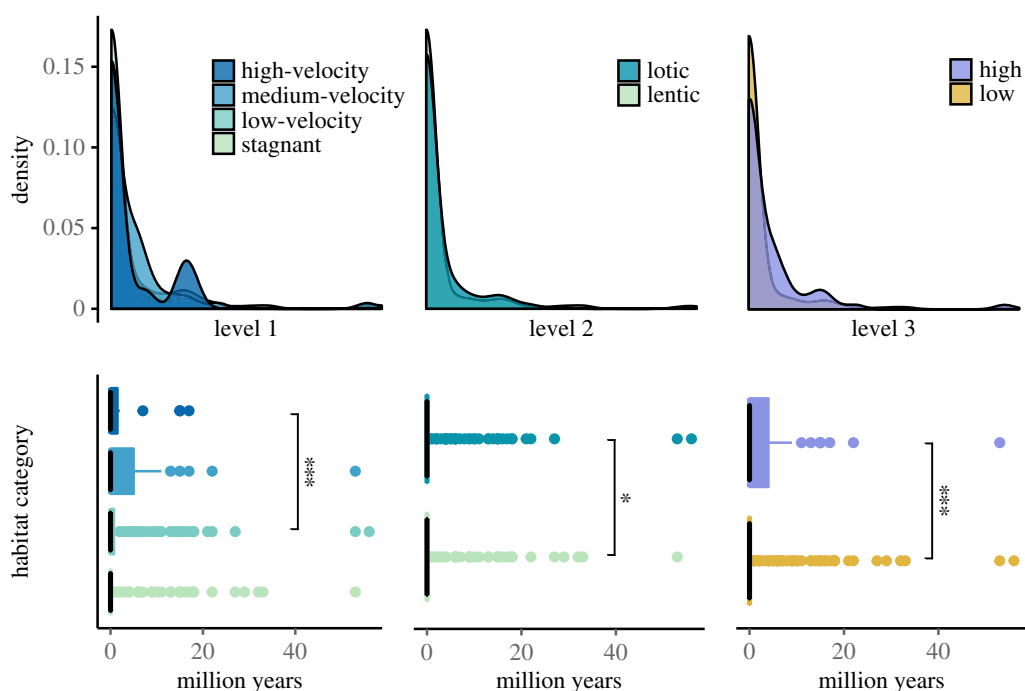 density
0.15
0.10
0.05
0
high-velocity
medium-velocity
low-velocity
stagnant
level 1
lotic
lentic
level 2
high
low
level 3
habitat category
***
0 20 40
million years
*
0 20 40
million years
***
0 20 40
million years